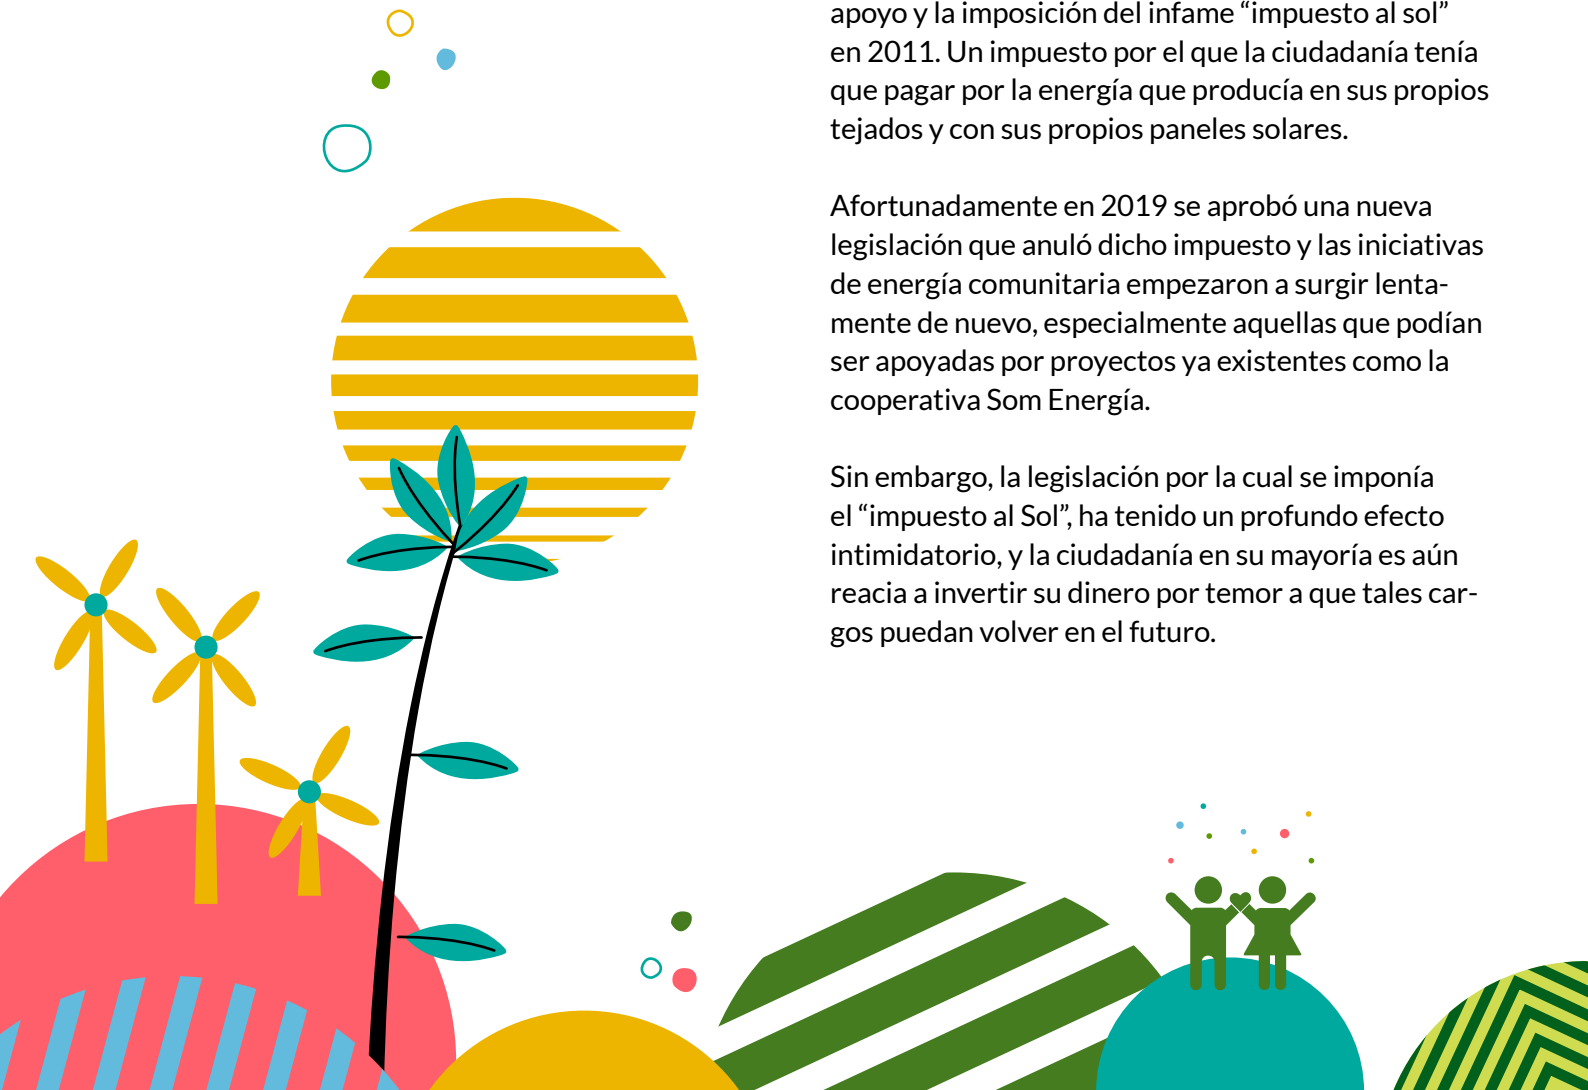 apoyo y la imposición del infame “impuesto al sol”
en 2011. Un impuesto por el que la ciudadanía tenía
que pagar por la energía que producía en sus propios
tejados y con sus propios paneles solares.
Afortunadamente en 2019 se aprobó una nueva
legislación que anuló dicho impuesto y las iniciativas
de energía comunitaria empezaron a surgir lenta-
mente de nuevo, especialmente aquellas que podían
ser apoyadas por proyectos ya existentes como la
cooperativa Som Energía.
Sin embargo, la legislación por la cual se imponía
el “impuesto al Sol”, ha tenido un profundo efecto
intimidatorio, y la ciudadanía en su mayoría es aún
reacia a invertir su dinero por temor a que tales car-
gos puedan volver en el futuro.